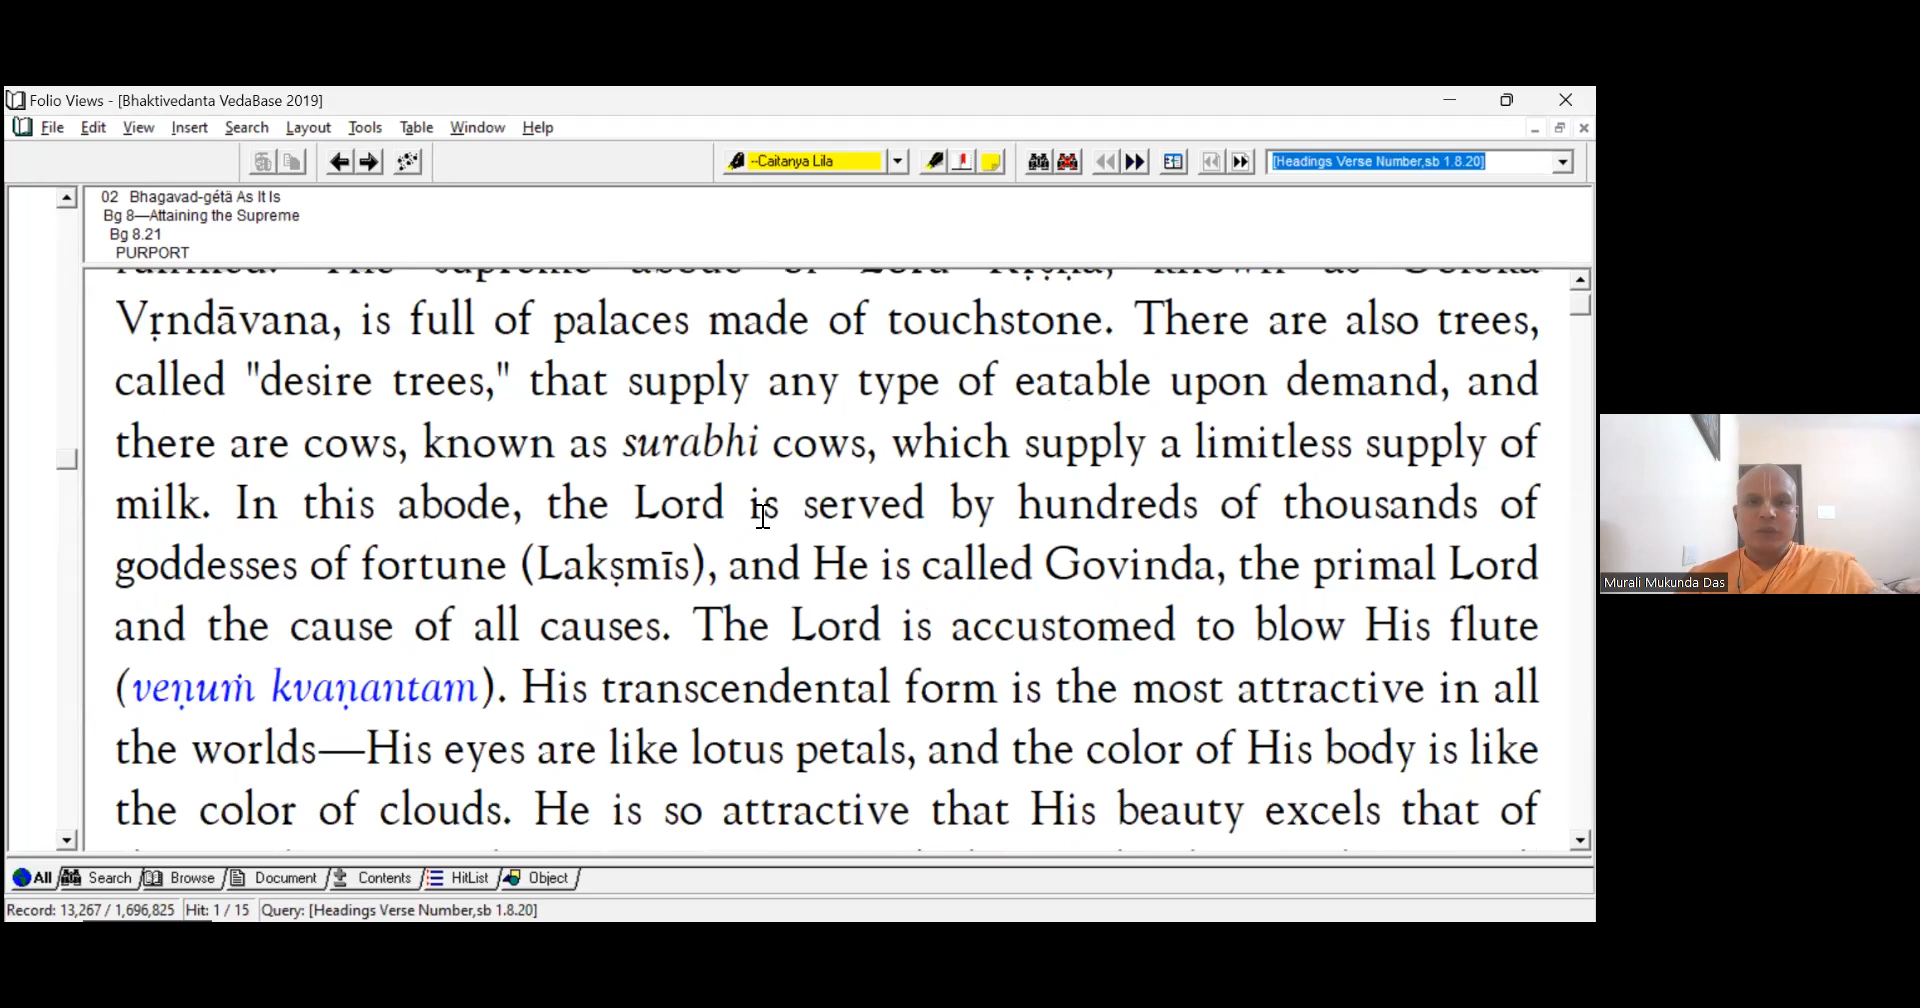 Folio Views - [Bhaktivedanta VedaBase 2019]
File Edit View Insert Search Layout Tools Table Window Help
--Caitanya Lila
[Headings Verse Number,sb 1.8.20]
02 Bhagavad-gétä As It Is
Bg 8—Attaining the Supreme
Bg 8.21
PURPORT
Vṛndāvana, is full of palaces made of touchstone. There are also trees,
called "desire trees," that supply any type of eatable upon demand, and
there are cows, known as surabhi cows, which supply a limitless supply of
milk. In this abode, the Lord is served by hundreds of thousands of
goddesses of fortune (Lakṣmīs), and He is called Govinda, the primal Lord
and the cause of all causes. The Lord is accustomed to blow His flute
(veṇuṁ kvaṇantam). His transcendental form is the most attractive in all
the worlds—His eyes are like lotus petals, and the color of His body is like
the color of clouds. He is so attractive that His beauty excels that of
Murali Mukunda Das
All Search Browse Document Contents HitList Object
Record: 13,267 / 1,696,825 Hit: 1 / 15 Query: [Headings Verse Number,sb 1.8.20]